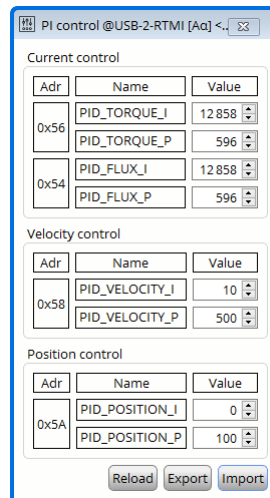 PI control @USB-2-RTMI [Aα] <..
Current control
Adr Name Value
0x56 PID_TORQUE_I 12 858
PID_TORQUE_P 596
0x54 PID_FLUX_I 12 858
PID_FLUX_P 596
Velocity control
Adr Name Value
0x58 PID_VELOCITY_I 10
PID_VELOCITY_P 500
Position control
Adr Name Value
0x5A PID_POSITION_I 0
PID_POSITION_P 100
Reload Export Import